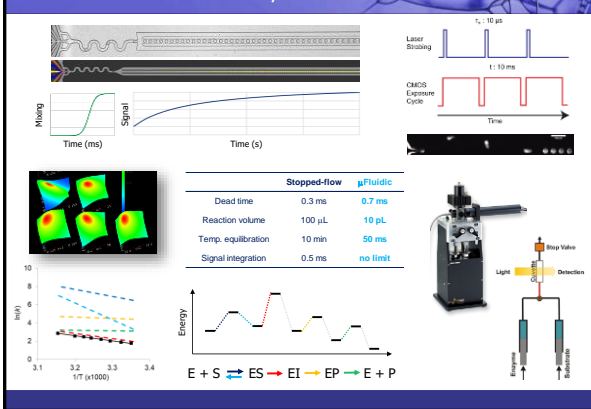 τs : 10 μs
Laser
Strobing
t : 10 ms
CMOS
Exposure
Cycle
Time
Mixing
Time (ms)
Signal
Time (s)
Stopped-flow μFluidic
Dead time 0.3 ms 0.7 ms
Reaction volume 100 μL 10 pL
Temp. equilibration 10 min 50 ms
Signal integration 0.5 ms no limit
10
8
6
4
2
0
ln(k)
3.1 3.2 3.3 3.4
1/T (x1000)
Energy
E + S ES EI EP E + P
Stop Valve
Cuvette
Light Detection
Enzyme
Substrate